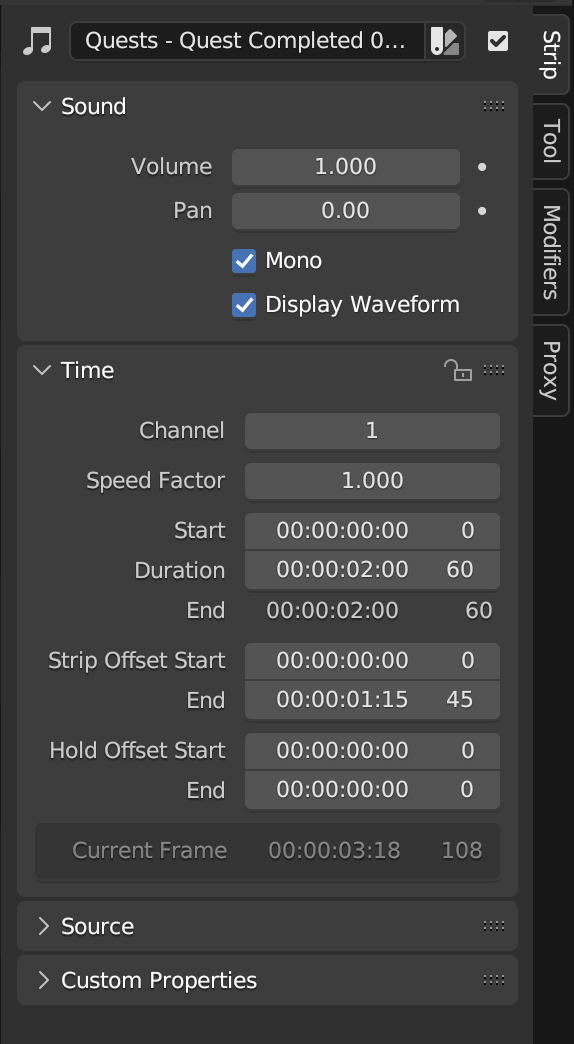 Quests - Quest Completed 0...
Strip
Tool
Modifiers
Proxy
Sound
Volume 1.000
Pan 0.00
Mono
Display Waveform
Time
Channel 1
Speed Factor 1.000
Start 00:00:00:00 0
Duration 00:00:02:00 60
End 00:00:02:00 60
Strip Offset Start 00:00:00:00 0
End 00:00:01:15 45
Hold Offset Start 00:00:00:00 0
End 00:00:00:00 0
Current Frame 00:00:03:18 108
Source
Custom Properties